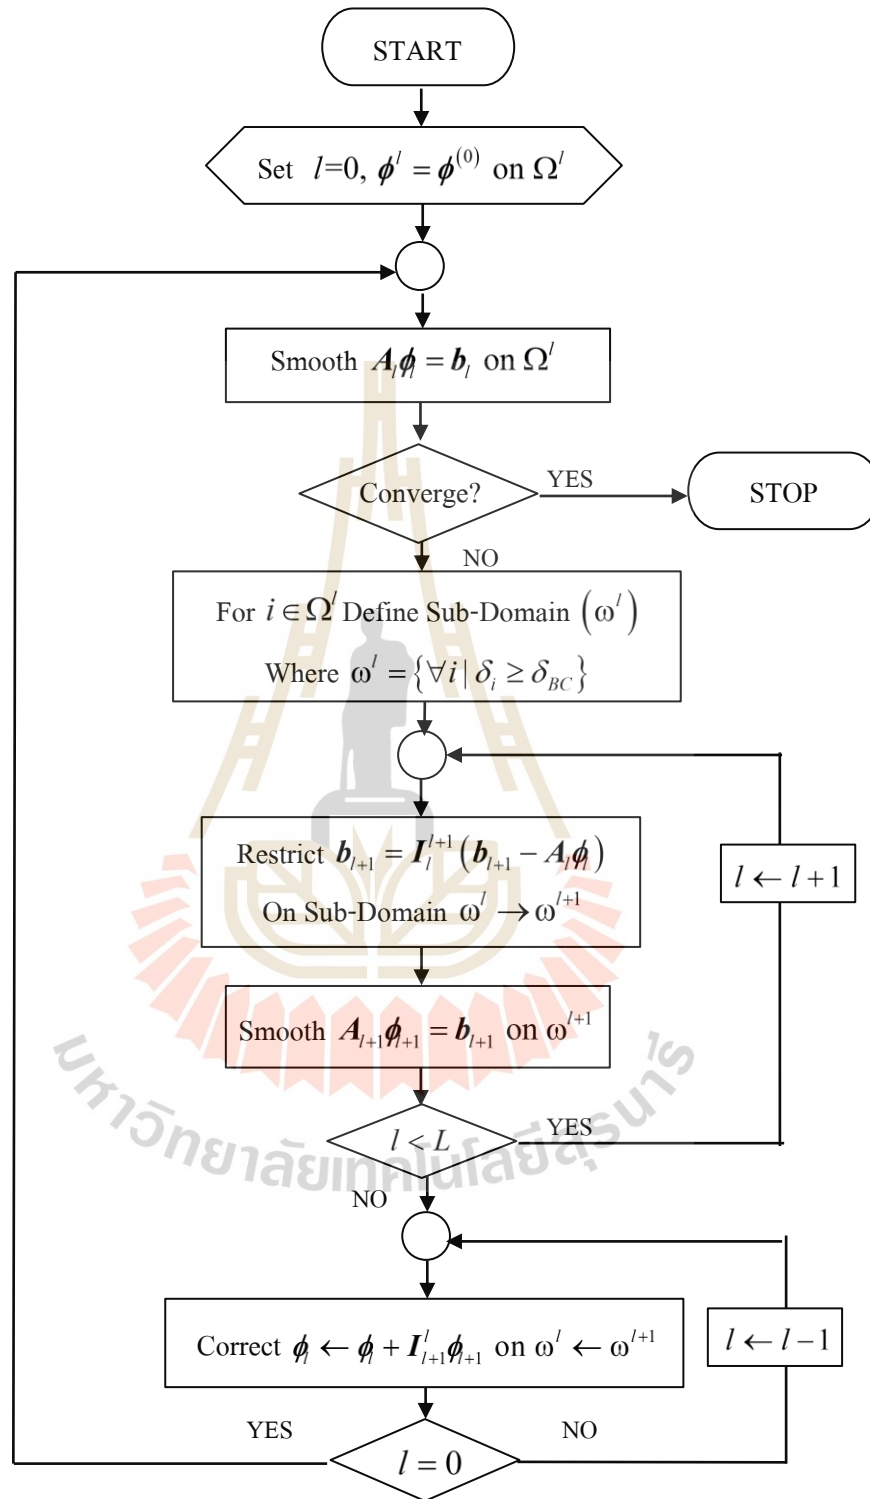 START
Set l=0, ϕ^l = ϕ^(0) on Ω^l
Smooth A_l ϕ_l = b_l on Ω^l
Converge?
YES
STOP
NO
For i ∈ Ω^l Define Sub-Domain (ω^l)
Where ω^l = {∀i | δ_i ≥ δ_BC}
Restrict b_{l+1} = I_l^{l+1} (b_{l+1} − A_l ϕ_l)
On Sub-Domain ω^l → ω^{l+1}
l ← l + 1
Smooth A_{l+1} ϕ_{l+1} = b_{l+1} on ω^{l+1}
l < L
YES
NO
มหาวิทยาลัยเทคโนโลยีสุรนารี
Correct ϕ_l ← ϕ_l + I_{l+1}^l ϕ_{l+1} on ω^l ← ω^{l+1}
l ← l − 1
YES
NO
l = 0